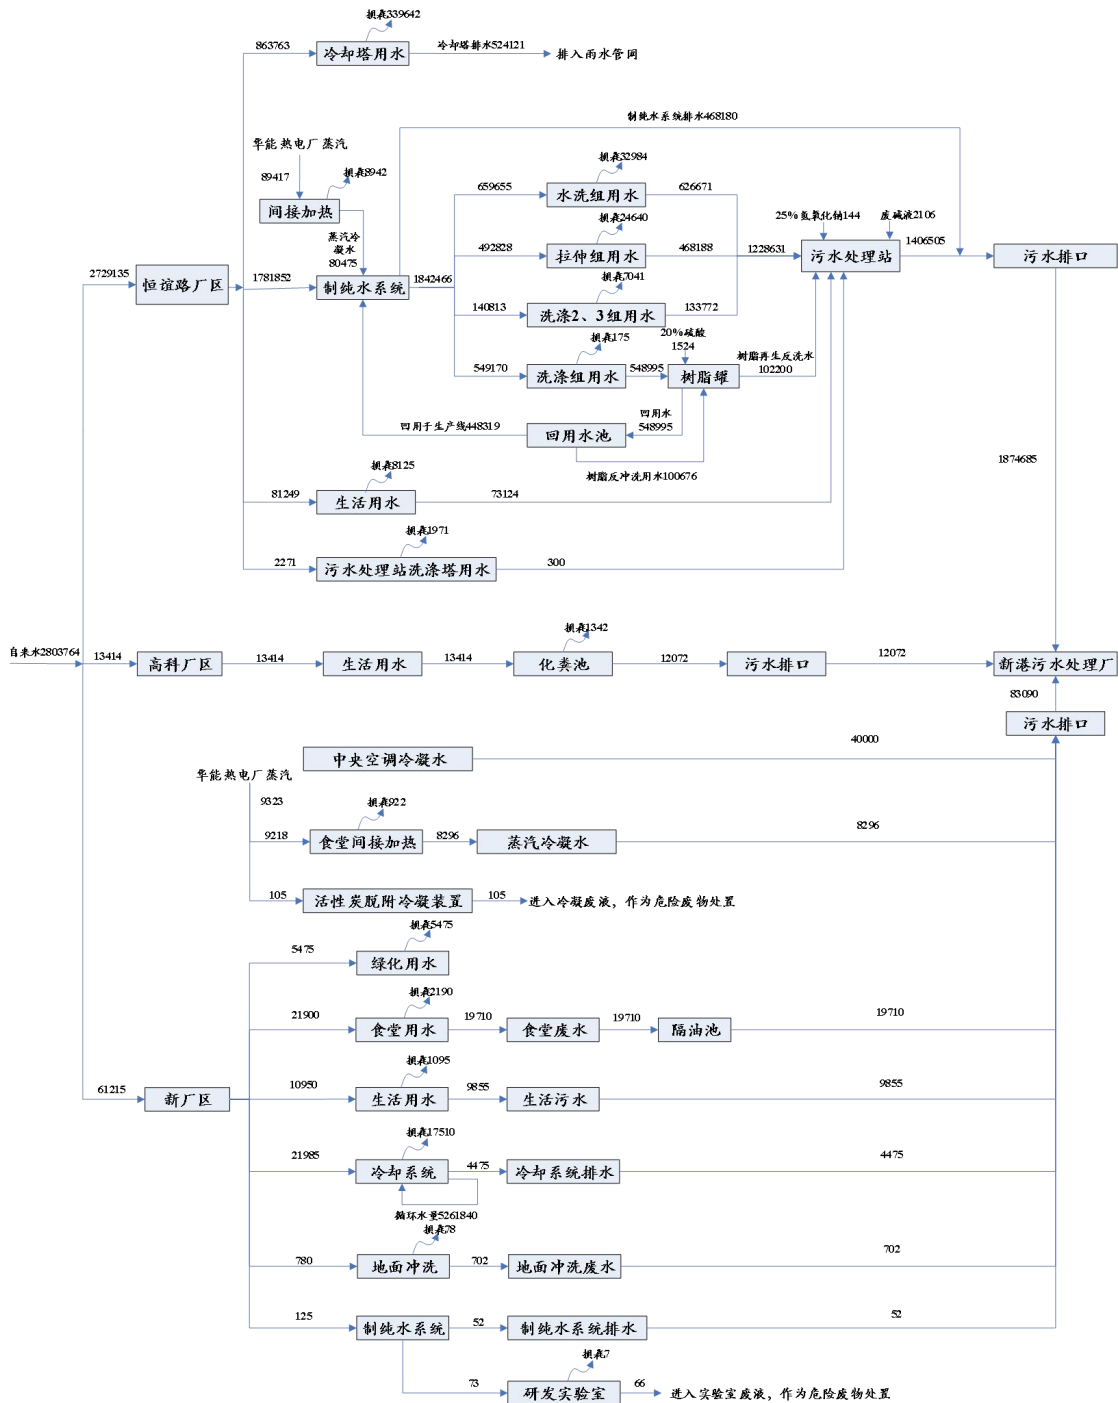 损耗339642
863763
冷却塔用水
冷却塔排水524121
排入雨水管网
制纯水系统排水468180
华能热电厂蒸汽
89417
损耗8942
间接加热
蒸汽冷
凝水
80475
损耗32984
659655
水洗组用水
626671
损耗24640
492828
拉伸组用水
468188
1228631
25%氢氧化钠144
废碱液2106
污水处理站
1406505
污水排口
2729135
恒谊路厂区
1781852
制纯水系统
1842466
损耗7041
140813
洗涤2、3组用水
133772
损耗175
549170
洗涤组用水
548995
20%硫酸
1524
树脂罐
树脂再生反洗水
102200
回用于生产线448319
回用水池
回用水
548995
树脂反冲洗用水100676
1874685
损耗8125
81249
生活用水
73124
损耗1971
2271
污水处理站洗涤塔用水
300
自来水2803764
13414
高科厂区
13414
生活用水
13414
损耗1342
化粪池
12072
污水排口
12072
新港污水处理厂
83090
污水排口
中央空调冷凝水
40000
华能热电厂蒸汽
9323
损耗922
9218
食堂间接加热
8296
蒸汽冷凝水
8296
105
活性炭脱附冷凝装置
105
进入冷凝废液，作为危险废物处置
损耗5475
5475
绿化用水
损耗2190
21900
食堂用水
19710
食堂废水
19710
隔油池
19710
61215
新厂区
损耗1095
10950
生活用水
9855
生活污水
9855
损耗17510
21985
冷却系统
4475
冷却系统排水
4475
循环水量5261840
损耗78
780
地面冲洗
702
地面冲洗废水
702
125
制纯水系统
52
制纯水系统排水
52
损耗7
73
研发实验室
66
进入实验室废液，作为危险废物处置